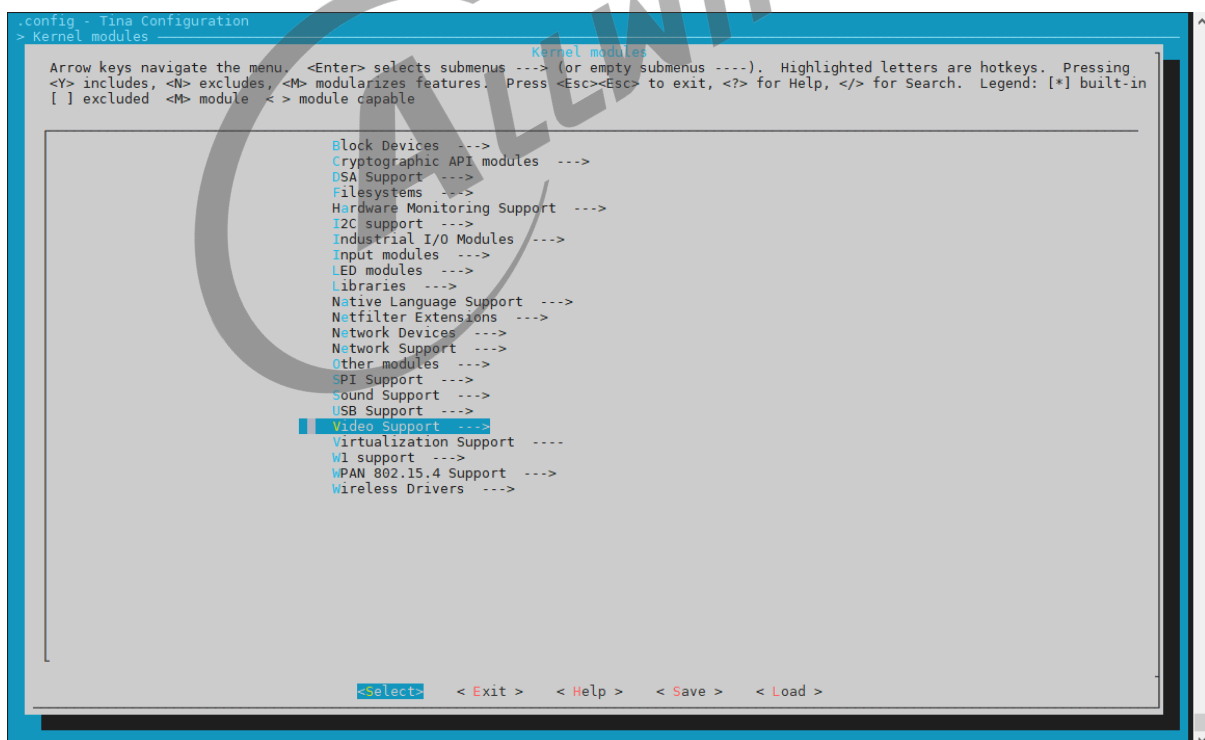 .config - Tina Configuration
> Kernel modules
Kernel modules
Arrow keys navigate the menu. <Enter> selects submenus ---> (or empty submenus ----). Highlighted letters are hotkeys. Pressing
<Y> includes, <N> excludes, <M> modularizes features. Press <Esc><Esc> to exit, <?> for Help, </> for Search. Legend: [*] built-in
[ ] excluded <M> module < > module capable
Block Devices --->
Cryptographic API modules --->
DSA Support --->
Filesystems --->
Hardware Monitoring Support --->
I2C support --->
Industrial I/O Modules --->
Input modules --->
LED modules --->
Libraries --->
Native Language Support --->
Netfilter Extensions --->
Network Devices --->
Network Support --->
Other modules --->
SPI Support --->
Sound Support --->
USB Support --->
Video Support --->
Virtualization Support ----
W1 support --->
WPAN 802.15.4 Support --->
Wireless Drivers --->
<Select> < Exit > < Help > < Save > < Load >